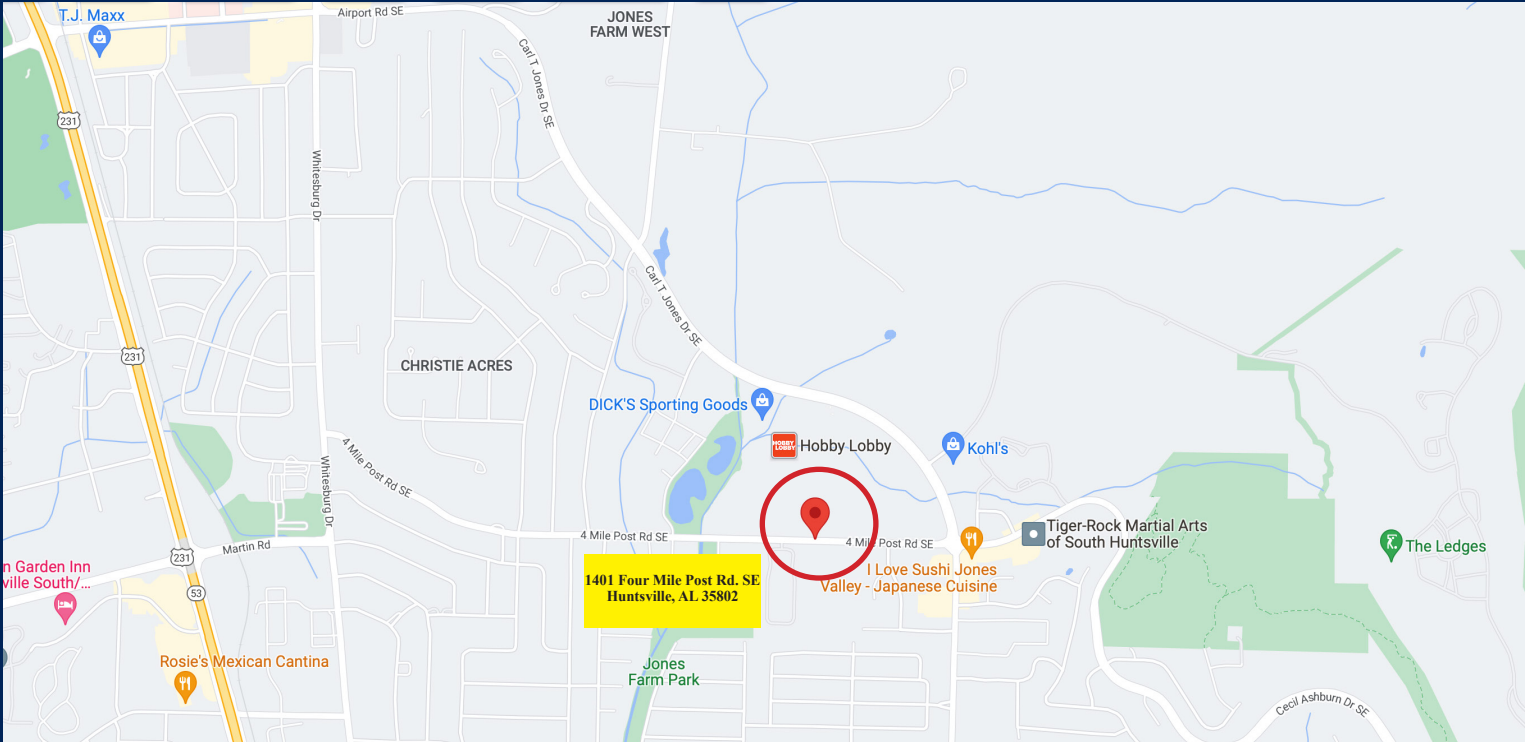 T.J. Maxx
Airport Rd SE
JONES
FARM WEST
Carl T. Jones Dr SE
231
Whitesburg Dr
Carl T. Jones Dr SE
231
CHRISTIE ACRES
DICK'S Sporting Goods
HOBBY
LOBBY
Hobby Lobby
Kohl's
4 Mile Post Rd SE
Whitesburg Dr
4 Mile Post Rd SE
4 Mile Post Rd SE
Tiger-Rock Martial Arts
of South Huntsville
The Ledges
Martin Rd
231
n Garden Inn
ville South/...
53
1401 Four Mile Post Rd. SE
Huntsville, AL 35802
I Love Sushi Jones
Valley - Japanese Cuisine
Rosie's Mexican Cantina
Jones
Farm Park
Cecil Ashburn Dr SE